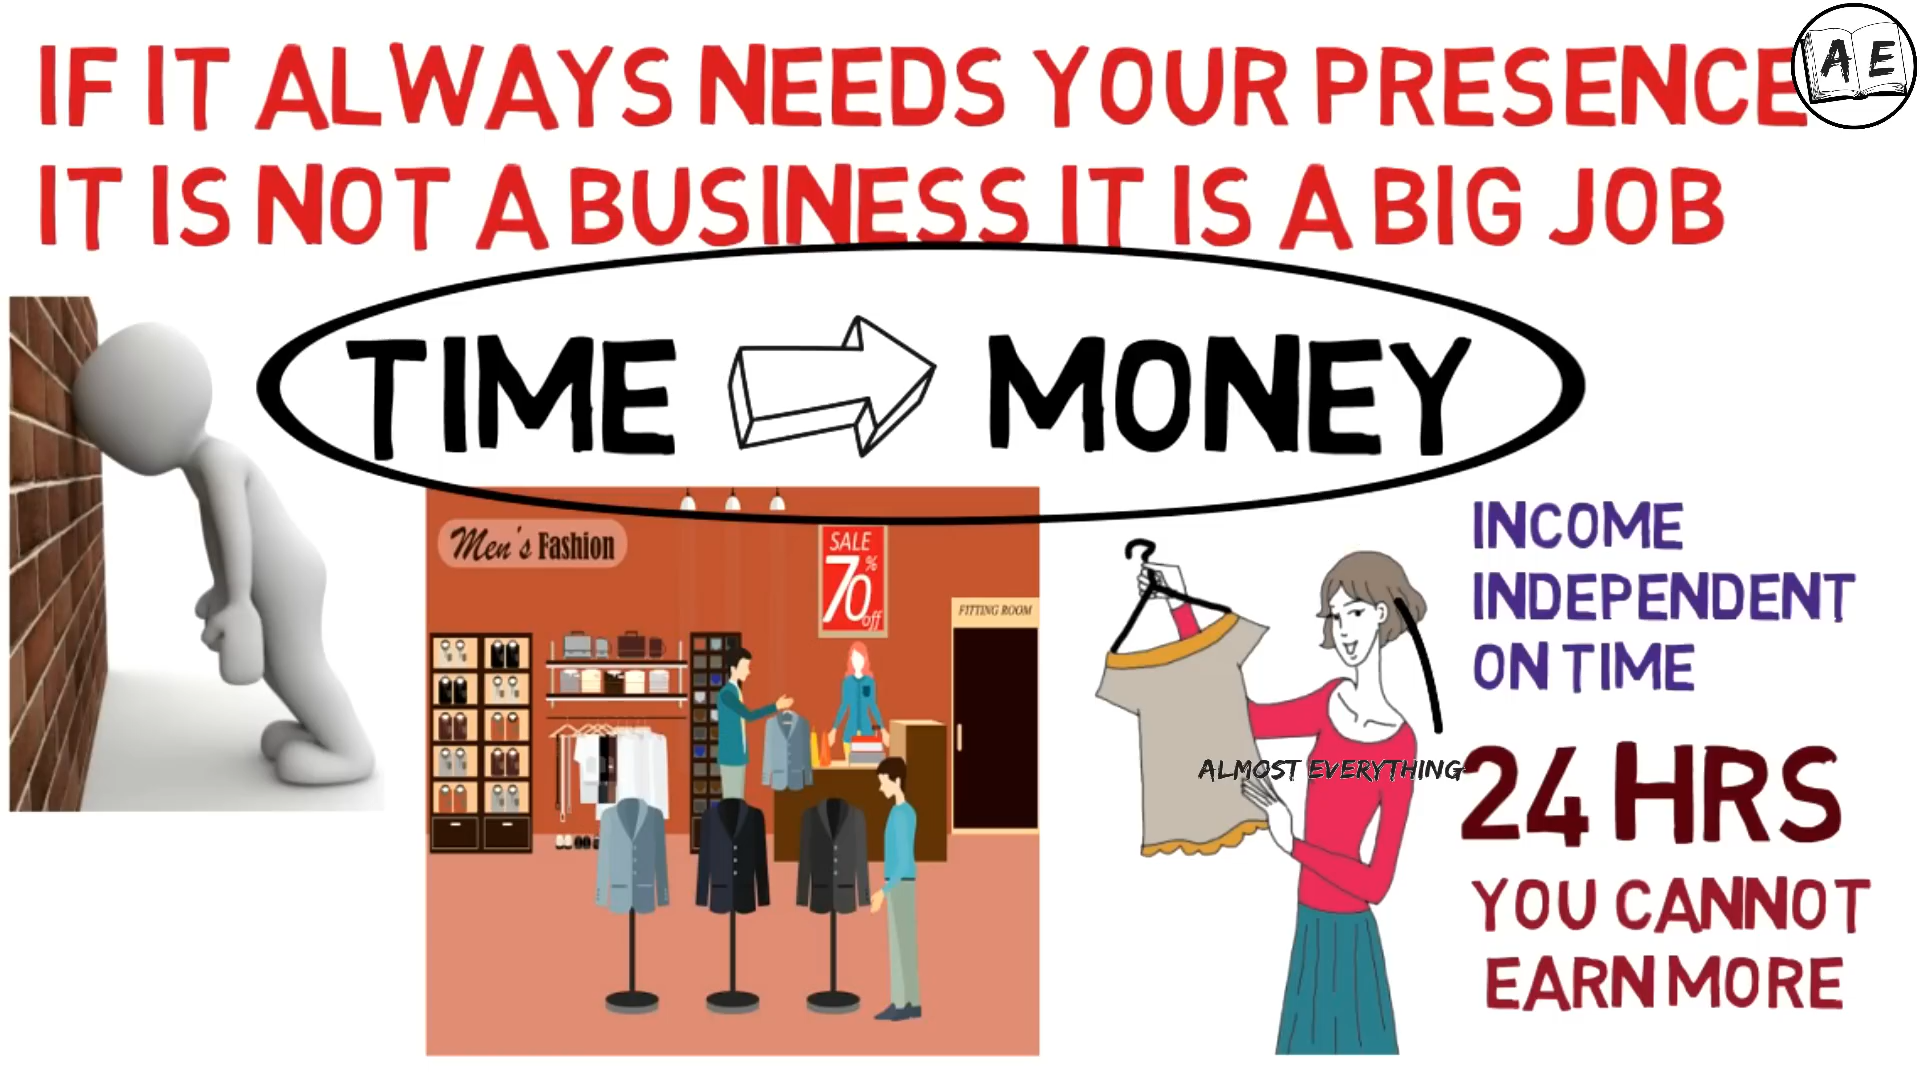 IF IT ALWAYS NEEDS YOUR PRESENCE
IT IS NOT A BUSINESS IT IS A BIG JOB
A E
TIME MONEY
Men's Fashion
SALE
70%
off
FITTING ROOM
INCOME
INDEPENDENT
ON TIME
ALMOST EVERYTHING
24 HRS
YOU CANNOT
EARN MORE